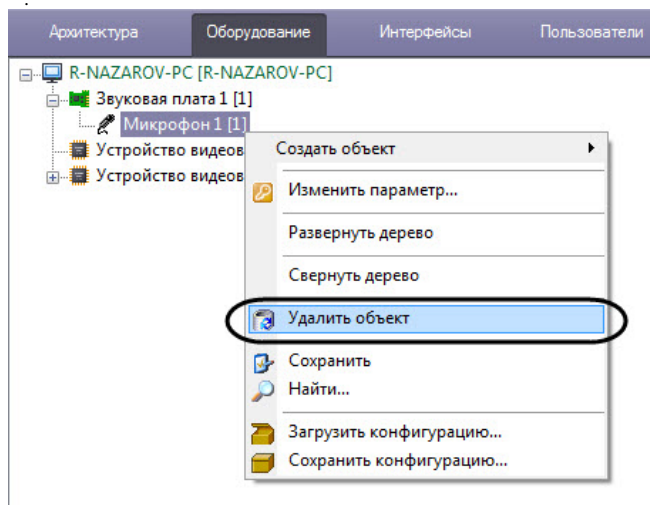 Архитектура Оборудование Интерфейсы Пользователи
R-NAZAROV-PC [R-NAZAROV-PC]
Звуковая плата 1 [1]
Микрофон 1 [1]
Устройство видеов
Устройство видеов
Создать объект
Изменить параметр...
Развернуть дерево
Свернуть дерево
Удалить объект
Сохранить
Найти...
Загрузить конфигурацию...
Сохранить конфигурацию...